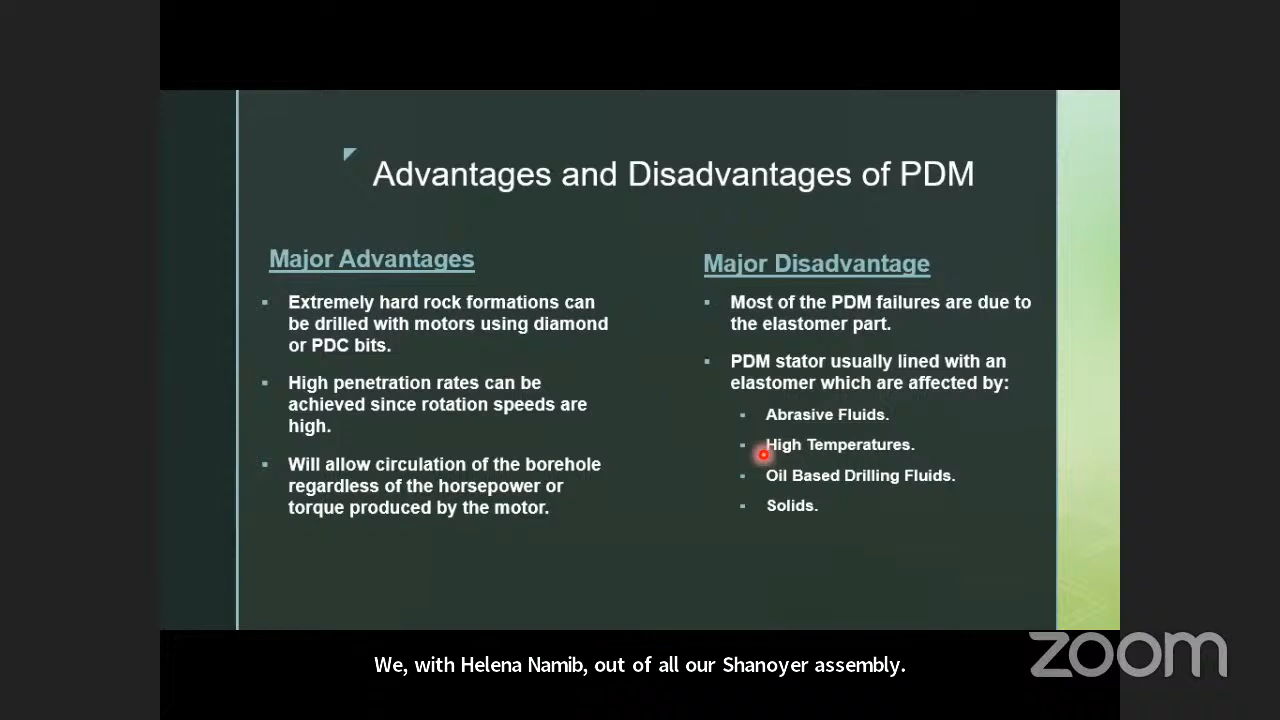 Advantages and Disadvantages of PDM
Major Advantages
Extremely hard rock formations can
be drilled with motors using diamond
or PDC bits.
High penetration rates can be
achieved since rotation speeds are
high.
Will allow circulation of the borehole
regardless of the horsepower or
torque produced by the motor.
Major Disadvantage
Most of the PDM failures are due to
the elastomer part.
PDM stator usually lined with an
elastomer which are affected by:
Abrasive Fluids.
High Temperatures.
Oil Based Drilling Fluids.
Solids.
We, with Helena Namib, out of all our Shanoyer assembly.
zoom